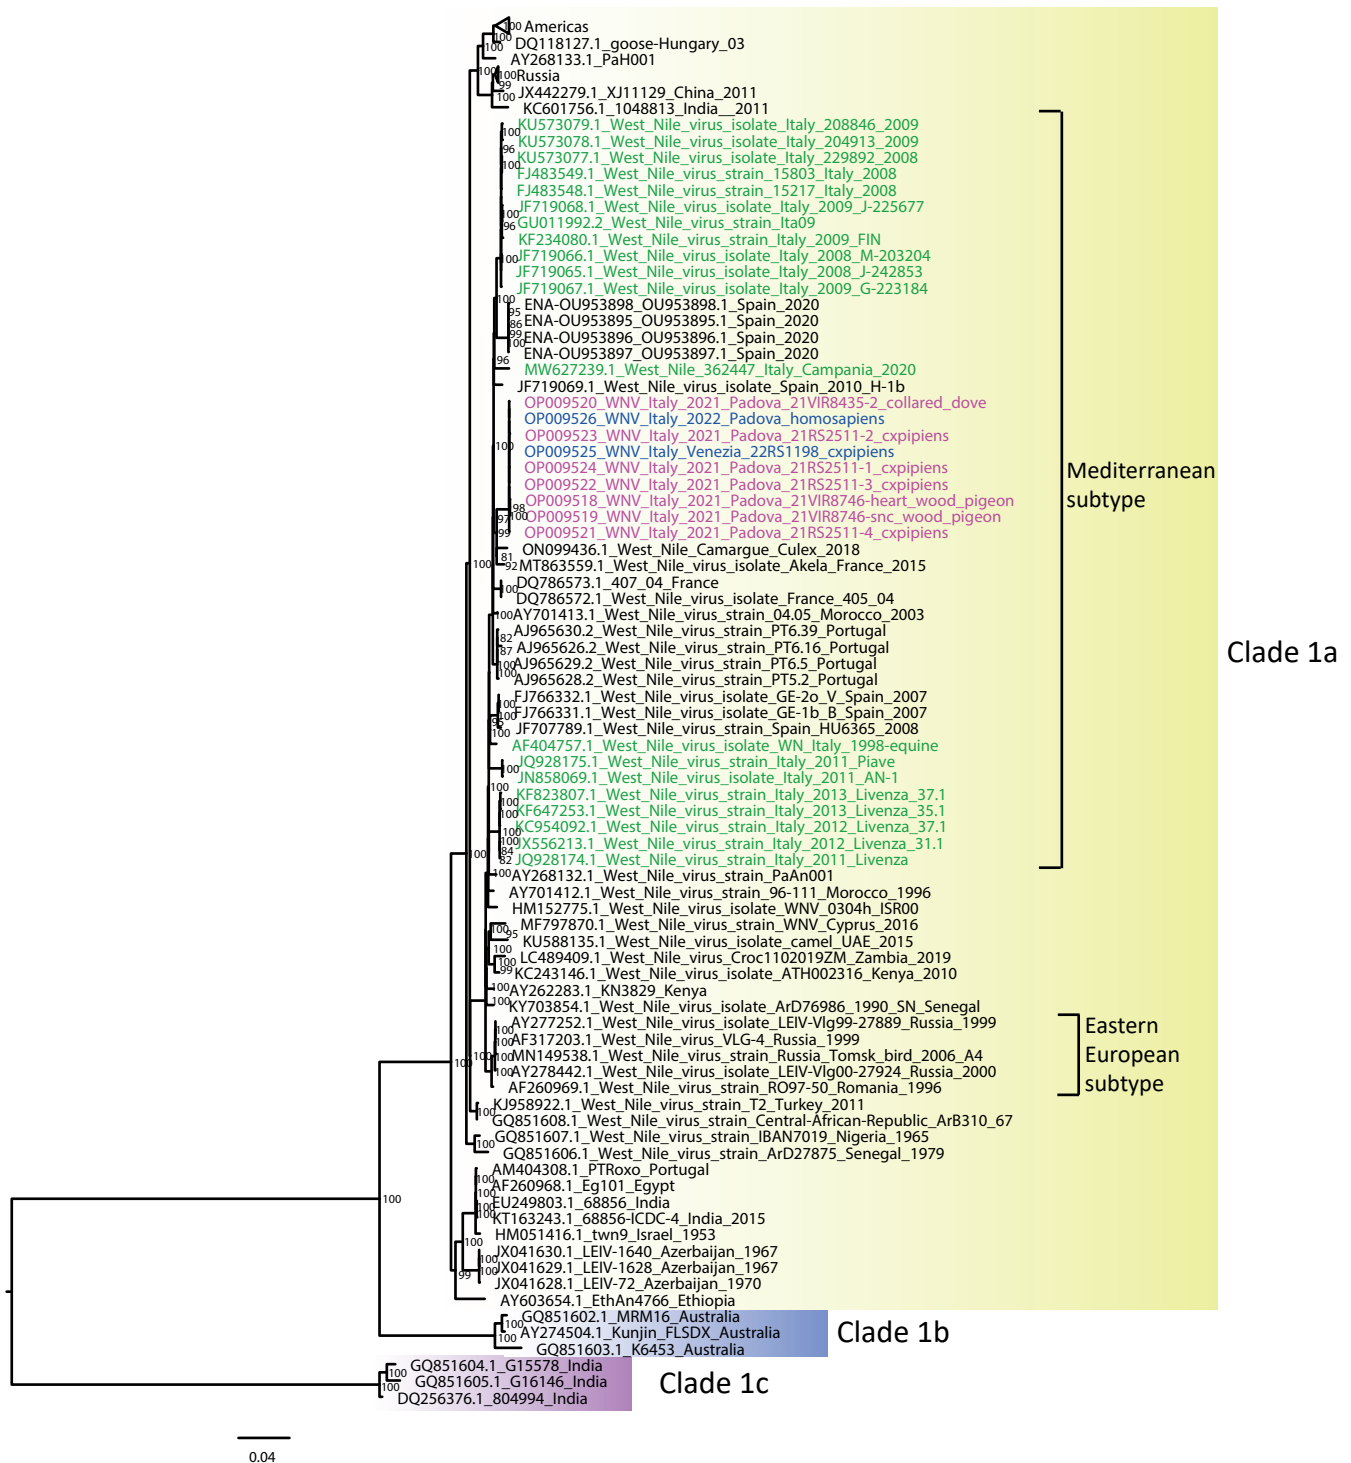 Americas
DQ118127.1_goose-Hungary_03
AY268133.1_PaH001
Russia
JX442279.1_XJ11129_China_2011
KC601756.1_1048813_India__2011
KU573079.1_West_Nile_virus_isolate_Italy_208846_2009
KU573078.1_West_Nile_virus_isolate_Italy_204913_2009
KU573077.1_West_Nile_virus_isolate_Italy_229892_2008
FJ483549.1_West_Nile_virus_strain_15803_Italy_2008
FJ483548.1_West_Nile_virus_strain_15217_Italy_2008
JF719068.1_West_Nile_virus_isolate_Italy_2009_J-225677
GU011992.2_West_Nile_virus_strain_Ita09
KF234080.1_West_Nile_virus_strain_Italy_2009_FIN
JF719066.1_West_Nile_virus_isolate_Italy_2008_M-203204
JF719065.1_West_Nile_virus_isolate_Italy_2008_J-242853
JF719067.1_West_Nile_virus_isolate_Italy_2009_G-223184
ENA-OU953898_OU953898.1_Spain_2020
ENA-OU953895_OU953895.1_Spain_2020
ENA-OU953896_OU953896.1_Spain_2020
ENA-OU953897_OU953897.1_Spain_2020
MW627239.1_West_Nile_362447_Italy_Campania_2020
JF719069.1_West_Nile_virus_isolate_Spain_2010_H-1b
OP009520_WNV_Italy_2021_Padova_21VIR8435-2_collared_dove
OP009526_WNV_Italy_2022_Padova_homosapiens
OP009523_WNV_Italy_2021_Padova_21RS2511-2_cxpipiens
OP009525_WNV_Italy_Venezia_22RS1198_cxpipiens
OP009524_WNV_Italy_2021_Padova_21RS2511-1_cxpipiens
OP009522_WNV_Italy_2021_Padova_21RS2511-3_cxpipiens
OP009518_WNV_Italy_2021_Padova_21VIR8746-heart_wood_pigeon
OP009519_WNV_Italy_2021_Padova_21VIR8746-snc_wood_pigeon
OP009521_WNV_Italy_2021_Padova_21RS2511-4_cxpipiens
ON099436.1_West_Nile_Camargue_Culex_2018
MT863559.1_West_Nile_virus_isolate_Akela_France_2015
DQ786573.1_407_04_France
DQ786572.1_West_Nile_virus_isolate_France_405_04
AY701413.1_West_Nile_virus_strain_04.05_Morocco_2003
AJ965630.2_West_Nile_virus_strain_PT6.39_Portugal
AJ965626.2_West_Nile_virus_strain_PT6.16_Portugal
AJ965629.2_West_Nile_virus_strain_PT6.5_Portugal
AJ965628.2_West_Nile_virus_strain_PT5.2_Portugal
FJ766332.1_West_Nile_virus_isolate_GE-2o_V_Spain_2007
FJ766331.1_West_Nile_virus_isolate_GE-1b_B_Spain_2007
JF707789.1_West_Nile_virus_strain_Spain_HU6365_2008
AF404757.1_West_Nile_virus_isolate_WN_Italy_1998-equine
JQ928175.1_West_Nile_virus_strain_Italy_2011_Piave
JN858069.1_West_Nile_virus_isolate_Italy_2011_AN-1
KF823807.1_West_Nile_virus_strain_Italy_2013_Livenza_37.1
KF647253.1_West_Nile_virus_strain_Italy_2013_Livenza_35.1
KC954092.1_West_Nile_virus_strain_Italy_2012_Livenza_37.1
JX556213.1_West_Nile_virus_strain_Italy_2012_Livenza_31.1
JQ928174.1_West_Nile_virus_strain_Italy_2011_Livenza
AY268132.1_West_Nile_virus_strain_PaAn001
AY701412.1_West_Nile_virus_strain_96-111_Morocco_1996
HM152775.1_West_Nile_virus_isolate_WNV_0304h_ISR00
MF797870.1_West_Nile_virus_strain_WNV_Cyprus_2016
KU588135.1_West_Nile_virus_isolate_camel_UAE_2015
LC489409.1_West_Nile_virus_Croc1102019ZM_Zambia_2019
KC243146.1_West_Nile_virus_isolate_ATH002316_Kenya_2010
AY262283.1_KN3829_Kenya
KY703854.1_West_Nile_virus_isolate_ArD76986_1990_SN_Senegal
AY277252.1_West_Nile_virus_isolate_LEIV-Vlg99-27889_Russia_1999
AF317203.1_West_Nile_virus_VLG-4_Russia_1999
MN149538.1_West_Nile_virus_strain_Russia_Tomsk_bird_2006_A4
AY278442.1_West_Nile_virus_isolate_LEIV-Vlg00-27924_Russia_2000
AF260969.1_West_Nile_virus_strain_RO97-50_Romania_1996
KJ958922.1_West_Nile_virus_strain_T2_Turkey_2011
GQ851608.1_West_Nile_virus_strain_Central-African-Republic_ArB310_67
GQ851607.1_West_Nile_virus_strain_IBAN7019_Nigeria_1965
GQ851606.1_West_Nile_virus_strain_ArD27875_Senegal_1979
AM404308.1_PTRoxo_Portugal
AF260968.1_Eg101_Egypt
EU249803.1_68856_India
KT163243.1_68856-ICDC-4_India_2015
HM051416.1_twn9_Israel_1953
JX041630.1_LEIV-1640_Azerbaijan_1967
JX041629.1_LEIV-1628_Azerbaijan_1967
JX041628.1_LEIV-72_Azerbaijan_1970
AY603654.1_EthAn4766_Ethiopia
GQ851602.1_MRM16_Australia
AY274504.1_Kunjin_FLSDX_Australia
GQ851603.1_K6453_Australia
GQ851604.1_G15578_India
GQ851605.1_G16146_India
DQ256376.1_804994_India
Mediterranean
subtype
Eastern
European
subtype
Clade 1a
Clade 1b
Clade 1c
0.04